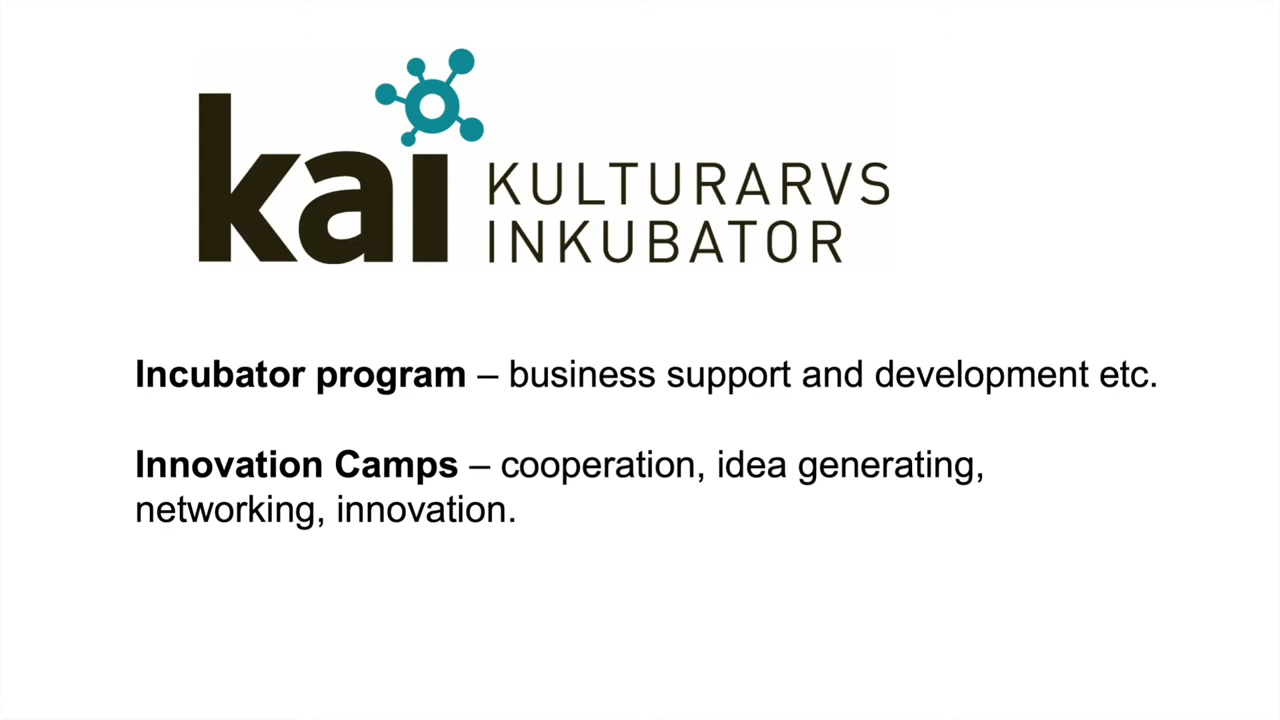 kai KULTURARVS
INKUBATOR
Incubator program – business support and development etc.
Innovation Camps – cooperation, idea generating,
networking, innovation.